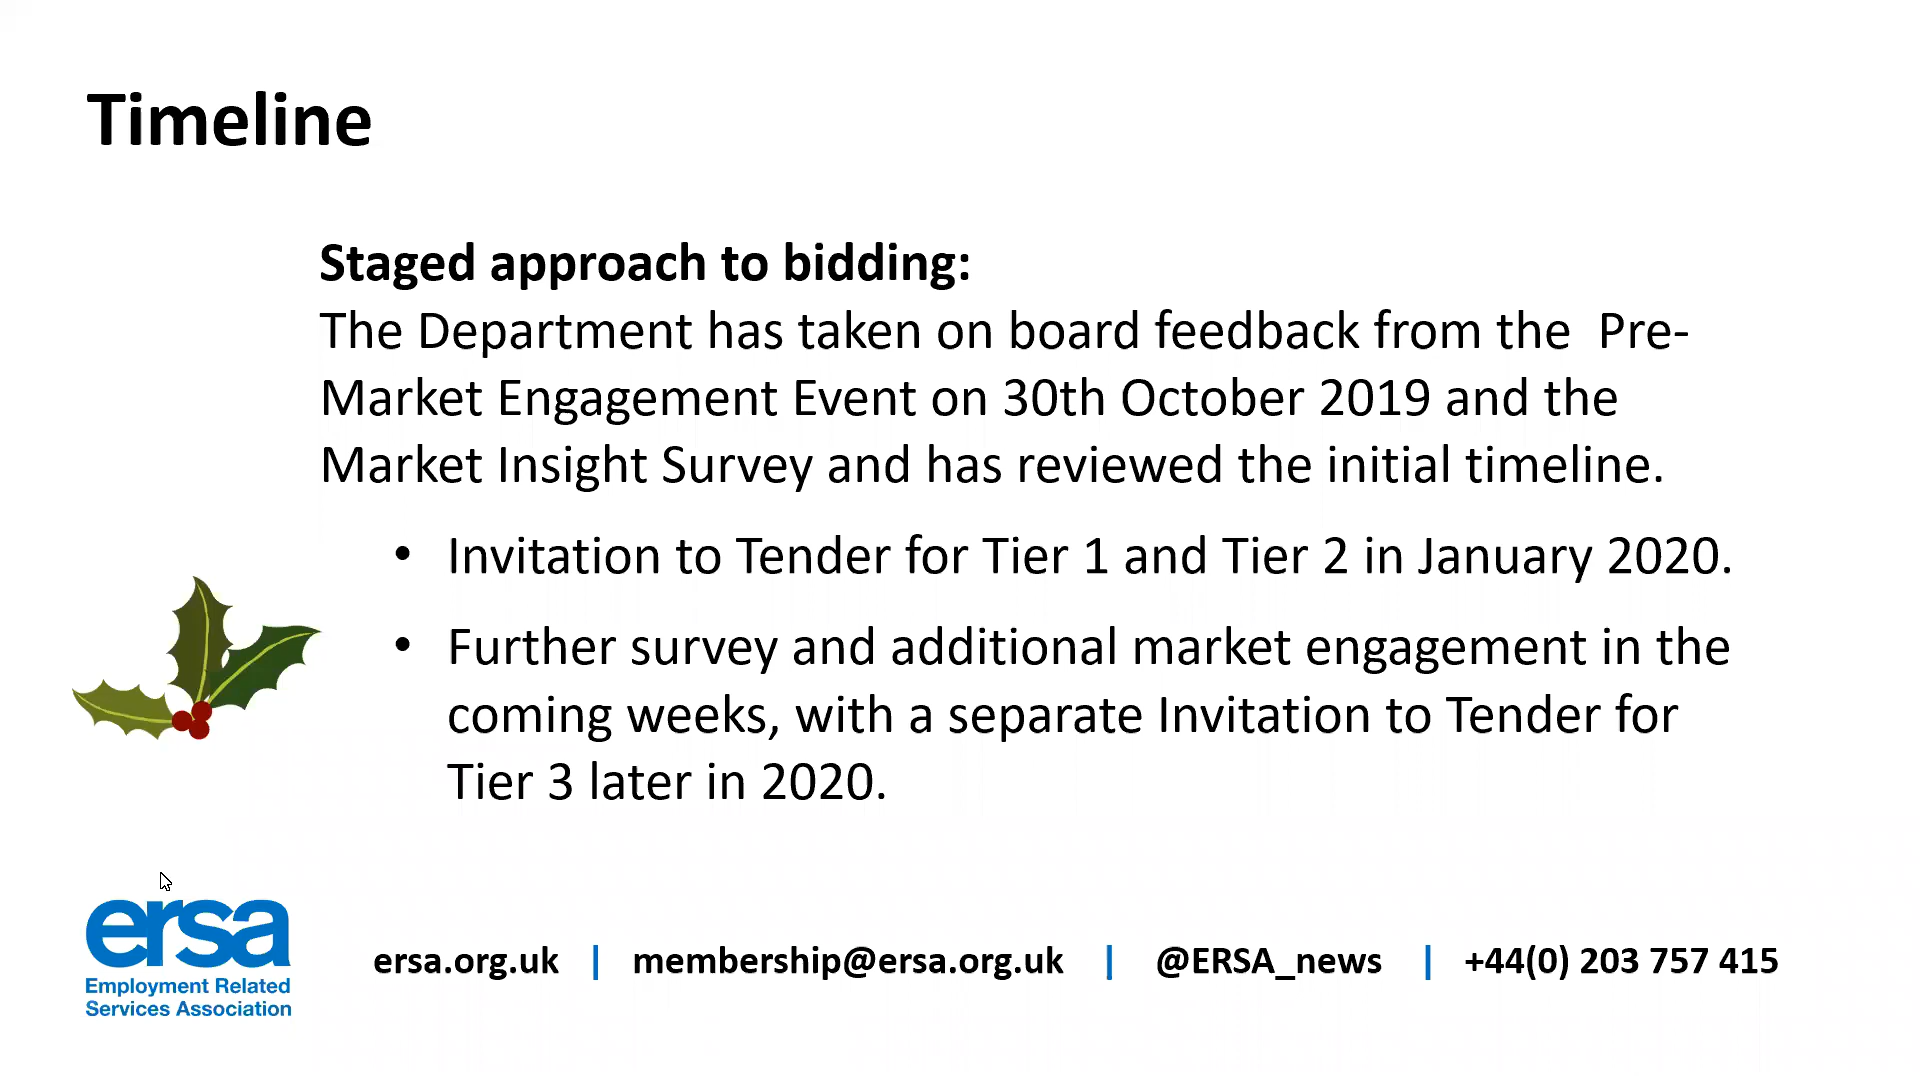 Timeline
Staged approach to bidding:
The Department has taken on board feedback from the  Pre-
Market Engagement Event on 30th October 2019 and the
Market Insight Survey and has reviewed the initial timeline.
• Invitation to Tender for Tier 1 and Tier 2 in January 2020.
• Further survey and additional market engagement in the
coming weeks, with a separate Invitation to Tender for
Tier 3 later in 2020.
ersa
Employment Related
Services Association
ersa.org.uk | membership@ersa.org.uk | @ERSA_news | +44(0) 203 757 415